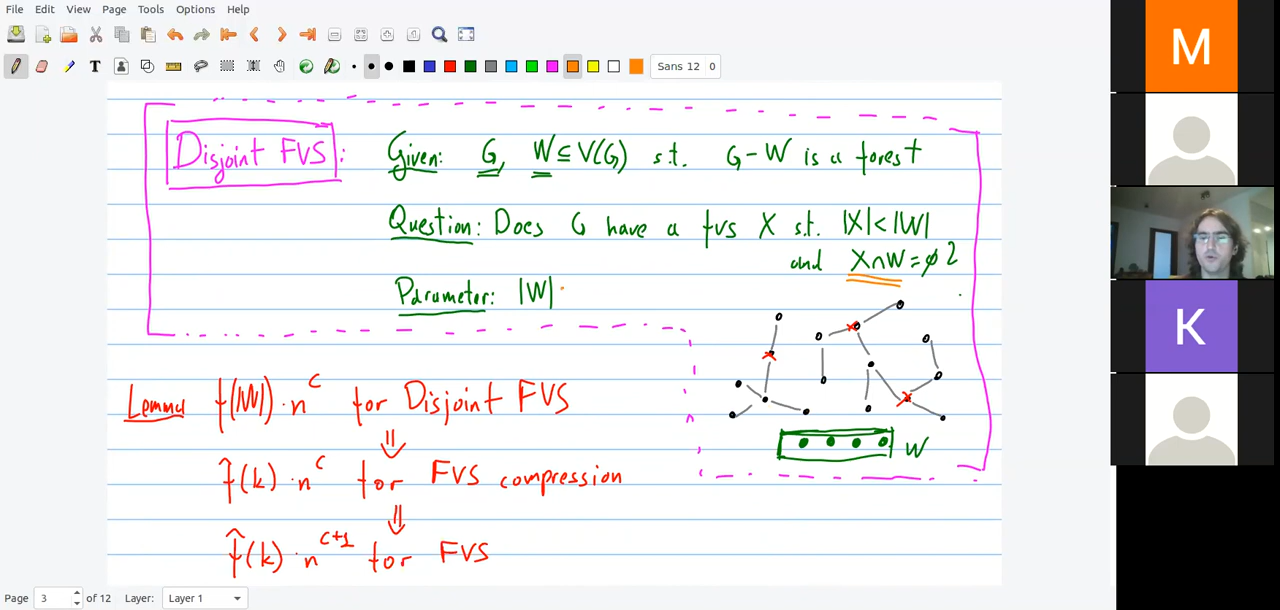 File Edit View Page Tools Options Help
Sans 12 0
Disjoint FVS : Given: G, W ⊆ V(G) s.t. G-W is a forest
Question: Does G have a fvs X s.t. |X| < |W|
and X∩W = ∅ ?
Parameter: |W|
Lemma f(|W|) · n^c for Disjoint FVS
⇓
f̂(k) · n^c for FVS compression
⇓
f̂(k) · n^{c+1} for FVS
W
M
K
Page 3 of 12 Layer: Layer 1